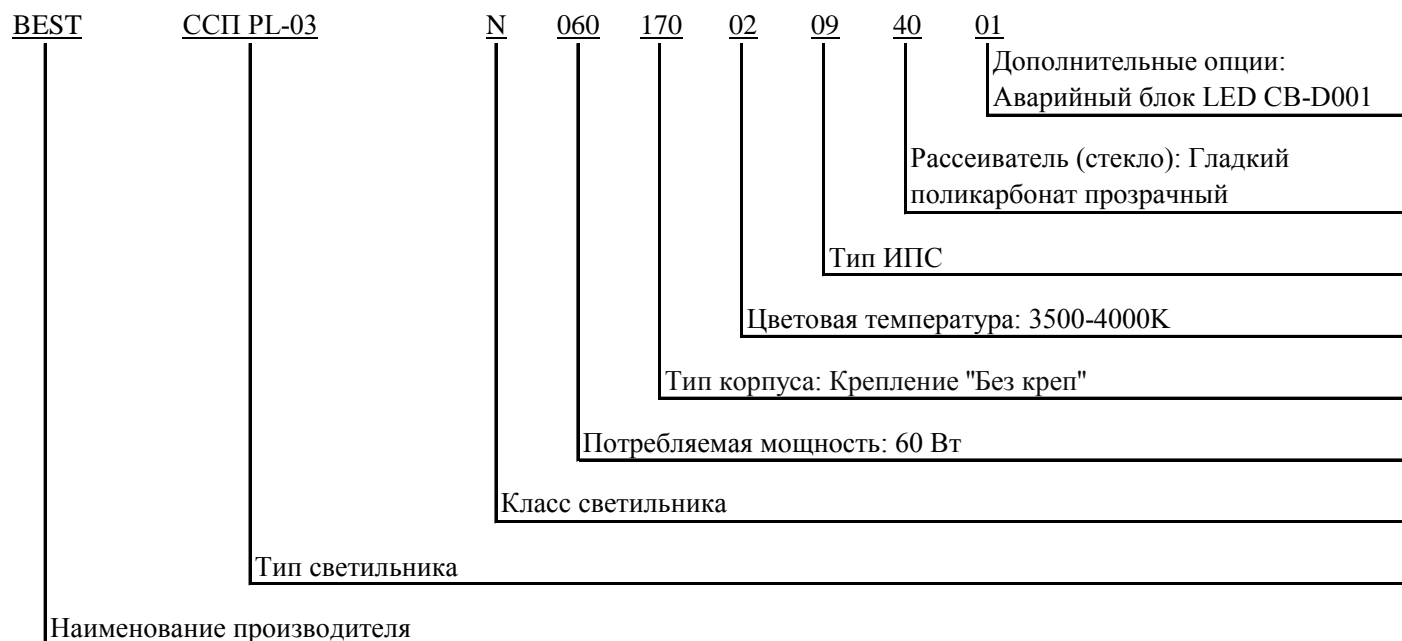 BEST ССП PL-03 N 060 170 02 09 40 01
Дополнительные опции:
Аварийный блок LED CB-D001
Рассеиватель (стекло): Гладкий
поликарбонат прозрачный
Тип ИПС
Цветовая температура: 3500-4000К
Тип корпуса: Крепление "Без креп"
Потребляемая мощность: 60 Вт
Класс светильника
Тип светильника
Наименование производителя